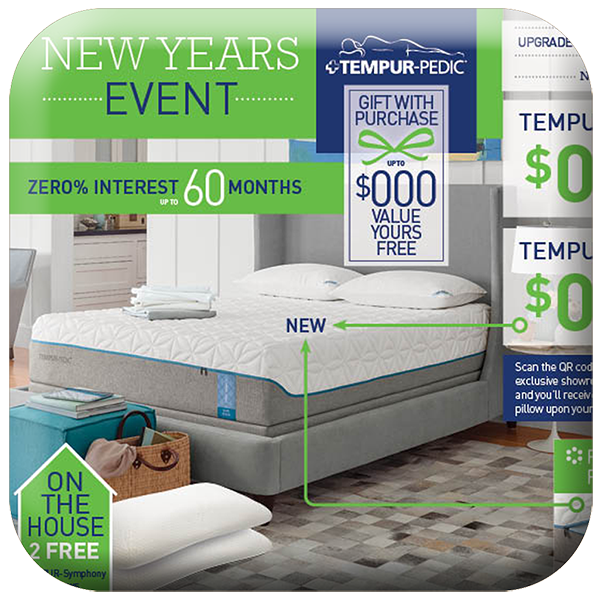 NEW YEARS
EVENT
TEMPUR-PEDIC
GIFT WITH
PURCHASE
UP TO
$000
VALUE
YOURS
FREE
ZERO% INTEREST UP TO 60 MONTHS
UPGRADE
N
TEMPU
$0
TEMPU
$0
NEW
Scan the QR cod
exclusive showr
and you'll receiv
pillow upon your
TEMPUR-PEDIC
ON
THE
HOUSE
2 FREE
UR-Symphony